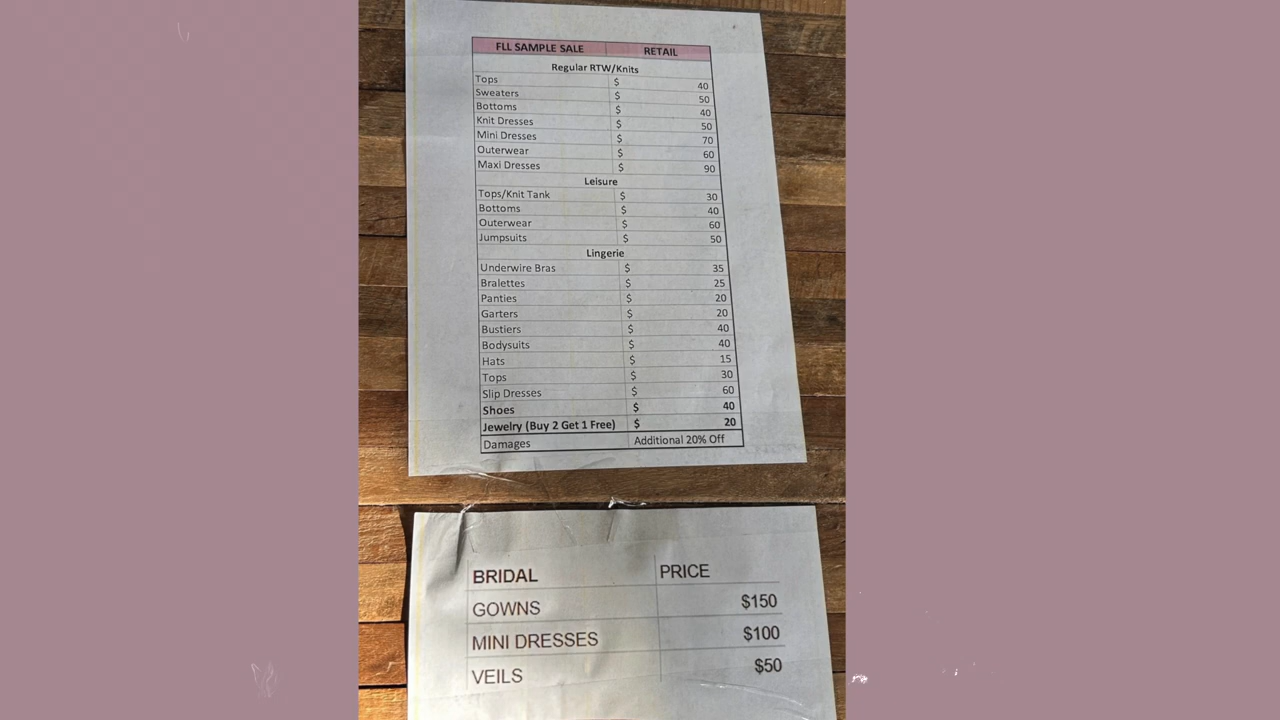 FLL SAMPLE SALE RETAIL
Regular RTW/Knits
Tops $ 40
Sweaters $ 50
Bottoms $ 40
Knit Dresses $ 50
Mini Dresses $ 70
Outerwear $ 60
Maxi Dresses $ 90
Leisure
Tops/Knit Tank $ 30
Bottoms $ 40
Outerwear $ 60
Jumpsuits $ 50
Lingerie
Underwire Bras $ 35
Bralettes $ 25
Panties $ 20
Garters $ 20
Bustiers $ 40
Bodysuits $ 40
Hats $ 15
Tops $ 30
Slip Dresses $ 60
Shoes $ 40
Jewelry (Buy 2 Get 1 Free) $ 20
Damages Additional 20% Off
BRIDAL PRICE
GOWNS $150
MINI DRESSES $100
VEILS $50